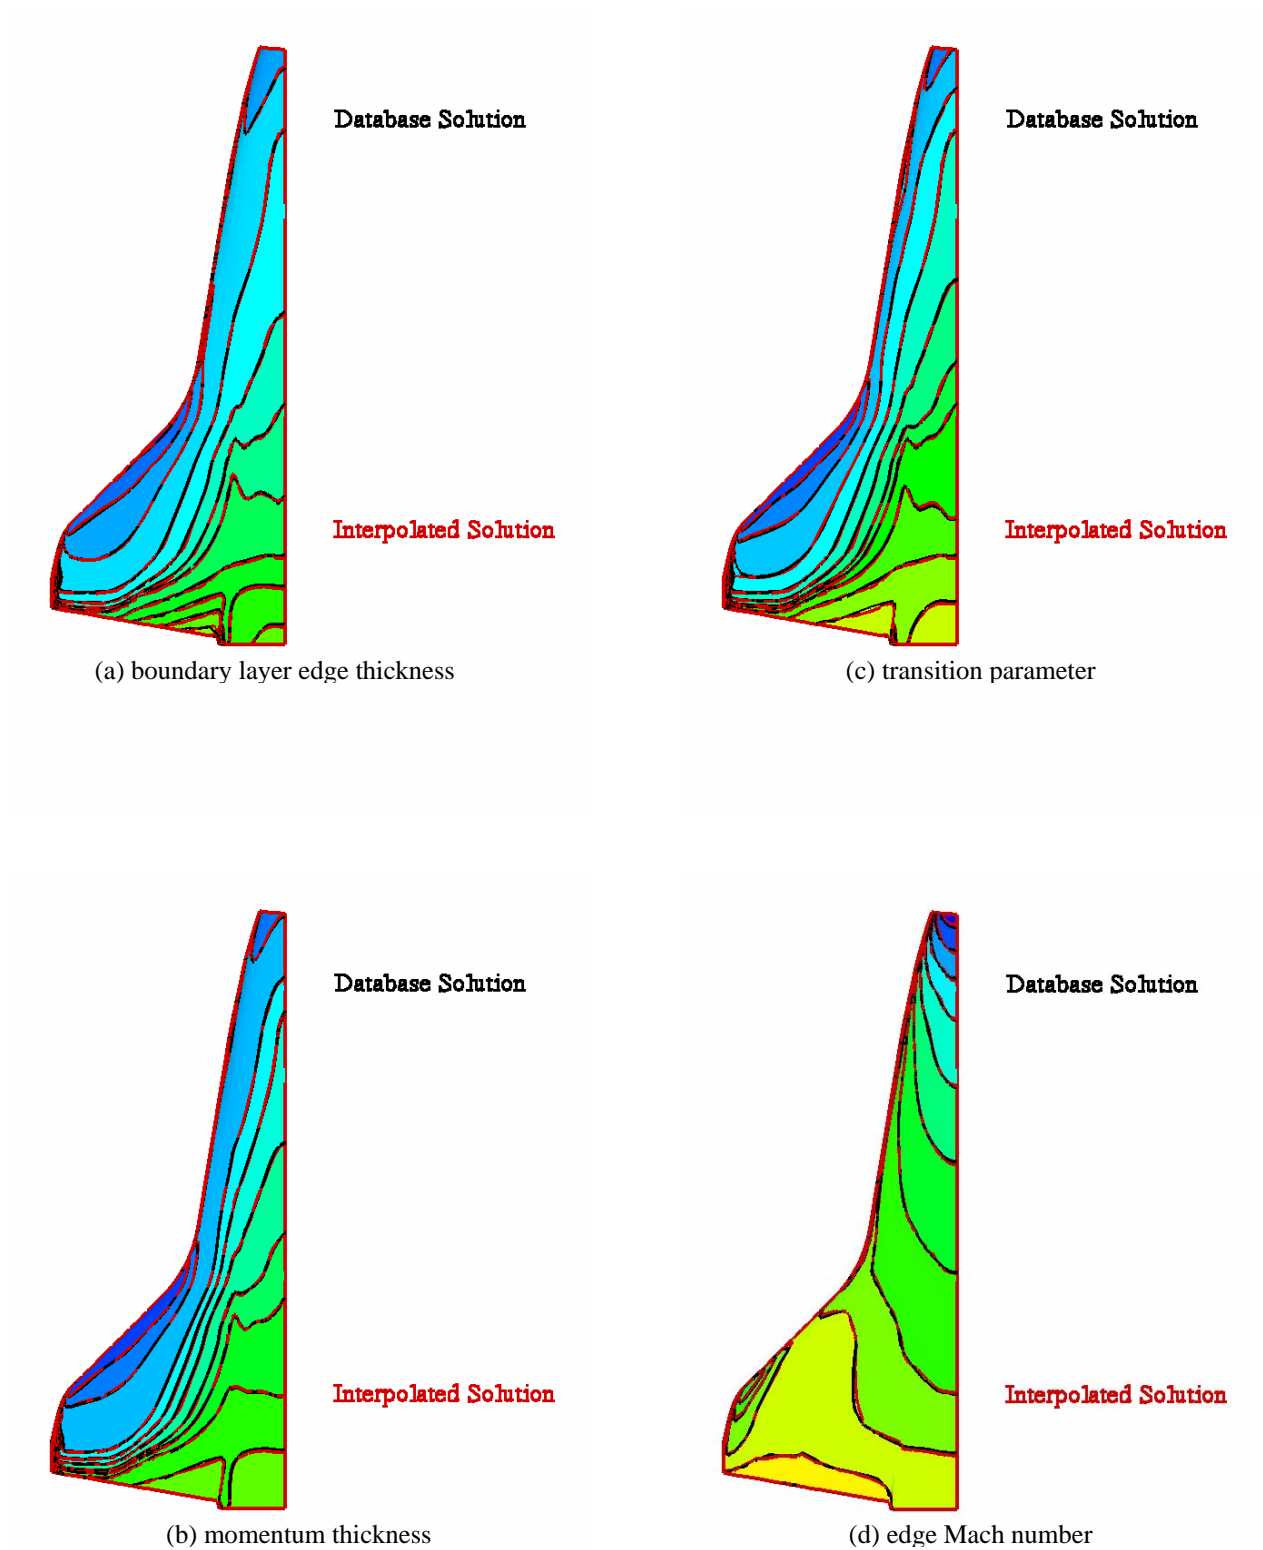 Database Solution
Interpolated Solution
(a) boundary layer edge thickness
Database Solution
Interpolated Solution
(c) transition parameter
Database Solution
Interpolated Solution
(b) momentum thickness
Database Solution
Interpolated Solution
(d) edge Mach number